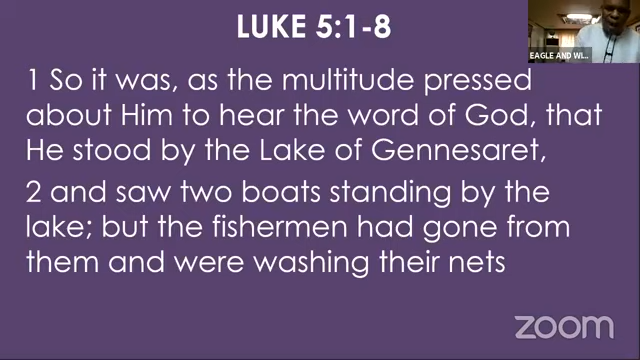 LUKE 5:1-8
EAGLE AND WI...
1 So it was, as the multitude pressed
about Him to hear the word of God, that
He stood by the Lake of Gennesaret,
2 and saw two boats standing by the
lake; but the fishermen had gone from
them and were washing their nets
zoom